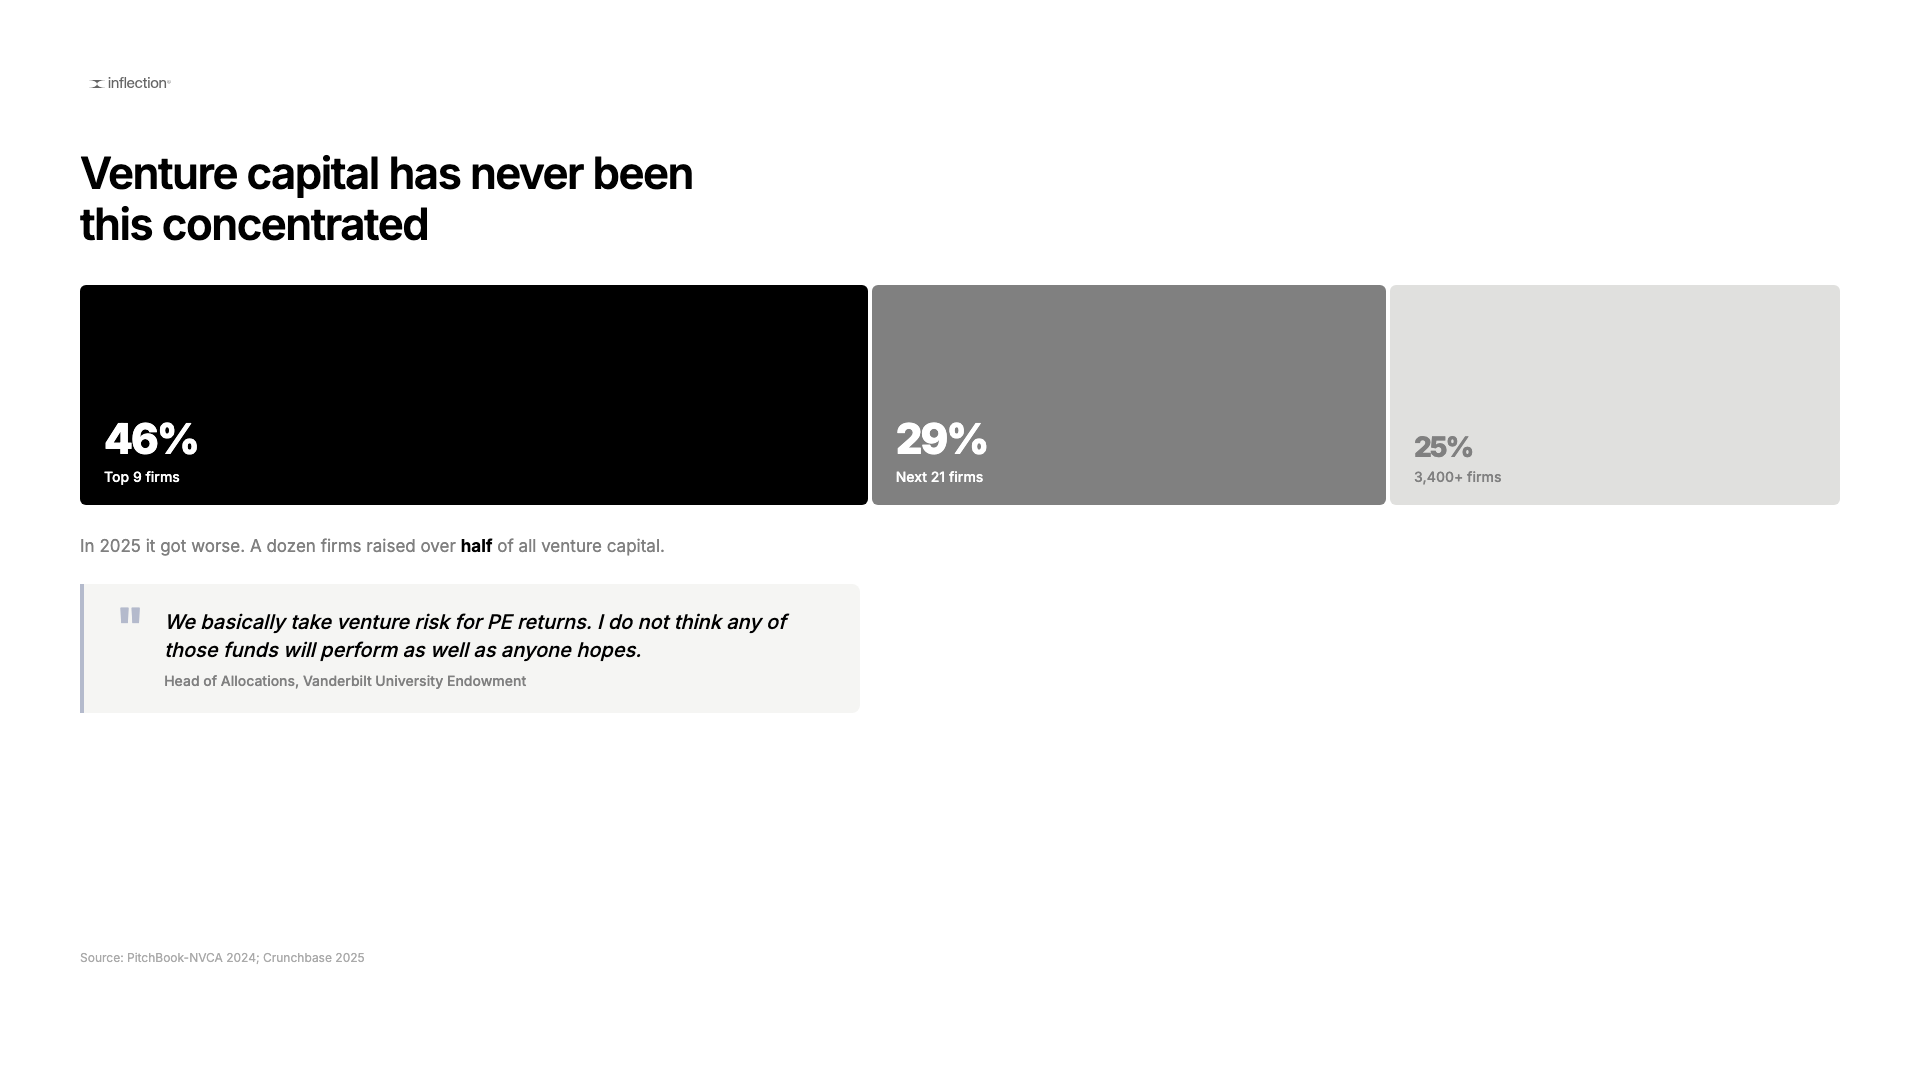 inflection
Venture capital has never been
this concentrated
46%
Top 9 firms
29%
Next 21 firms
25%
3,400+ firms
In 2025 it got worse. A dozen firms raised over half of all venture capital.
"
We basically take venture risk for PE returns. I do not think any of
those funds will perform as well as anyone hopes.
Head of Allocations, Vanderbilt University Endowment
Source: PitchBook-NVCA 2024; Crunchbase 2025